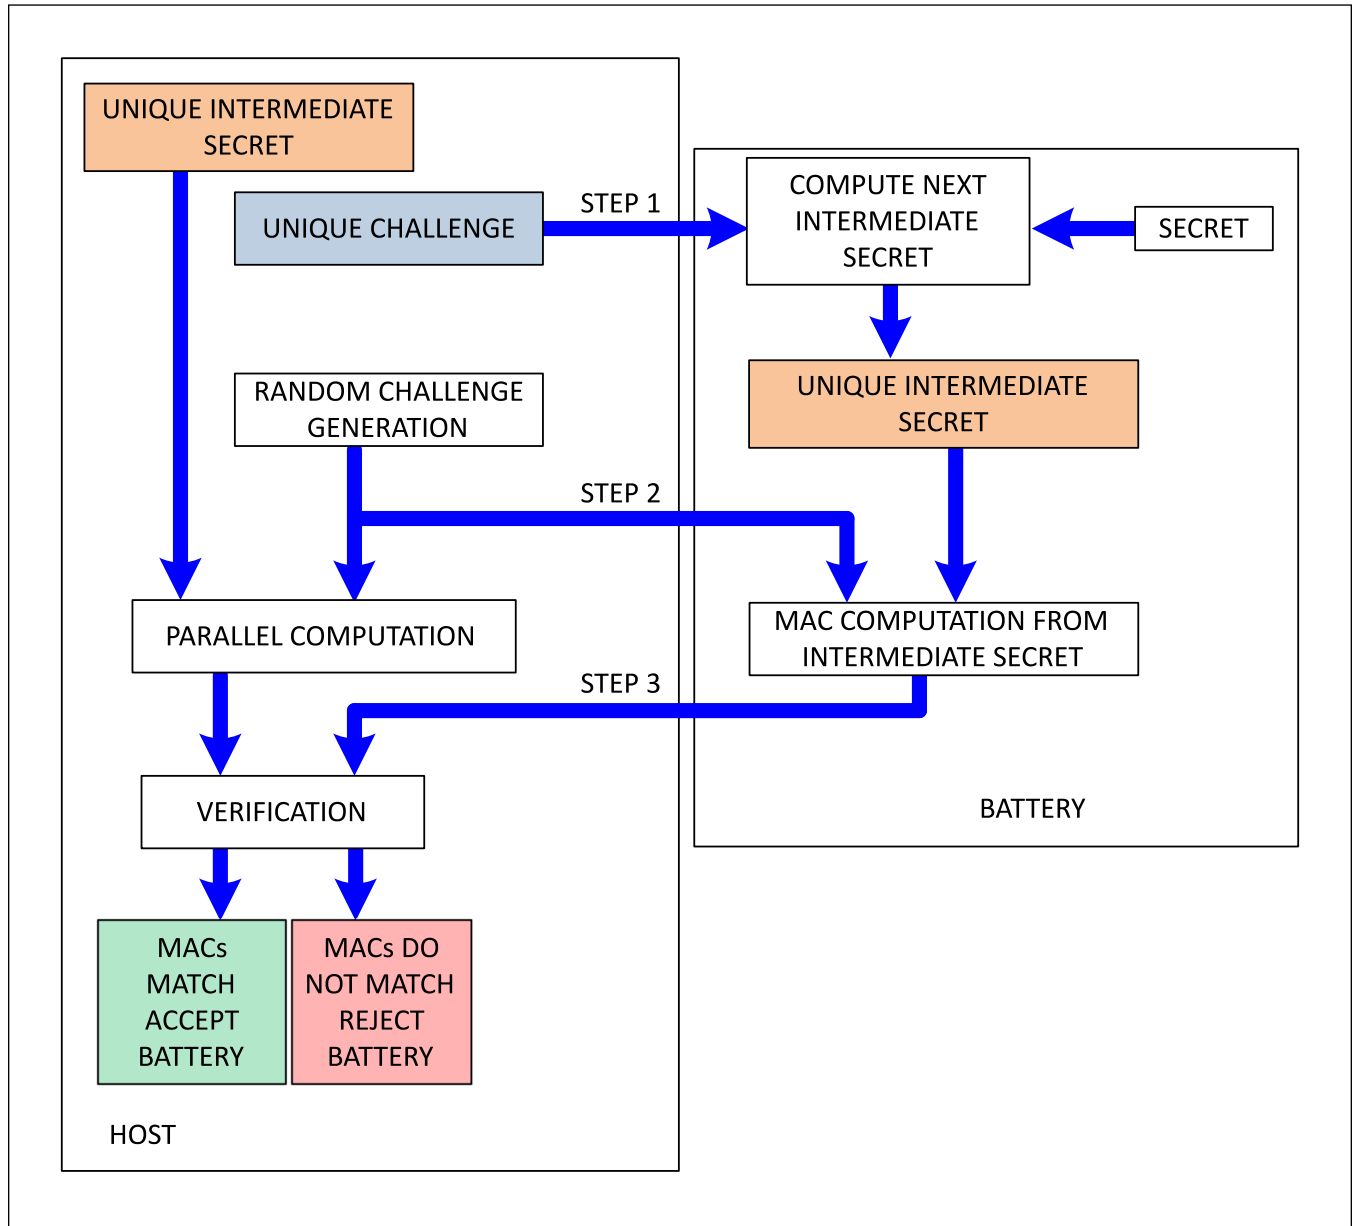 UNIQUE INTERMEDIATE
SECRET
UNIQUE CHALLENGE
STEP 1
COMPUTE NEXT
INTERMEDIATE
SECRET
SECRET
RANDOM CHALLENGE
GENERATION
UNIQUE INTERMEDIATE
SECRET
STEP 2
PARALLEL COMPUTATION
MAC COMPUTATION FROM
INTERMEDIATE SECRET
STEP 3
VERIFICATION
BATTERY
MACs
MATCH
ACCEPT
BATTERY
MACs DO
NOT MATCH
REJECT
BATTERY
HOST